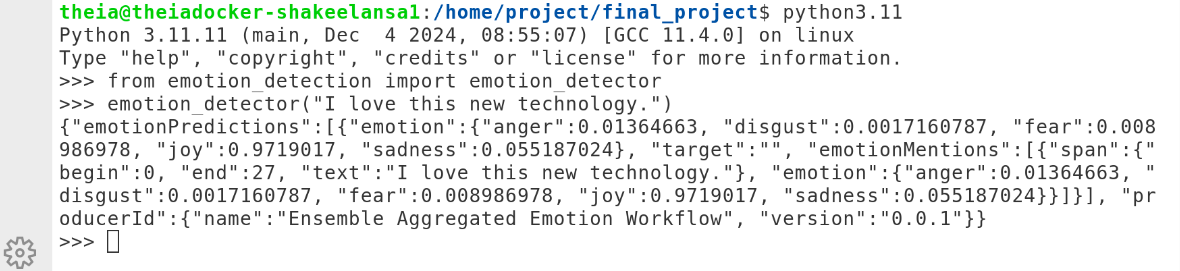 theia@theiadocker-shakeelansa1:/home/project/final_project$ python3.11
Python 3.11.11 (main, Dec  4 2024, 08:55:07) [GCC 11.4.0] on linux
Type "help", "copyright", "credits" or "license" for more information.
>>> from emotion_detection import emotion_detector
>>> emotion_detector("I love this new technology.")
{"emotionPredictions":[{"emotion":{"anger":0.01364663, "disgust":0.0017160787, "fear":0.008
986978, "joy":0.9719017, "sadness":0.055187024}, "target":"", "emotionMentions":[{"span":{"
begin":0, "end":27, "text":"I love this new technology."}, "emotion":{"anger":0.01364663, "
disgust":0.0017160787, "fear":0.008986978, "joy":0.9719017, "sadness":0.055187024}}]}], "pr
oducerId":{"name":"Ensemble Aggregated Emotion Workflow", "version":"0.0.1"}}
>>>